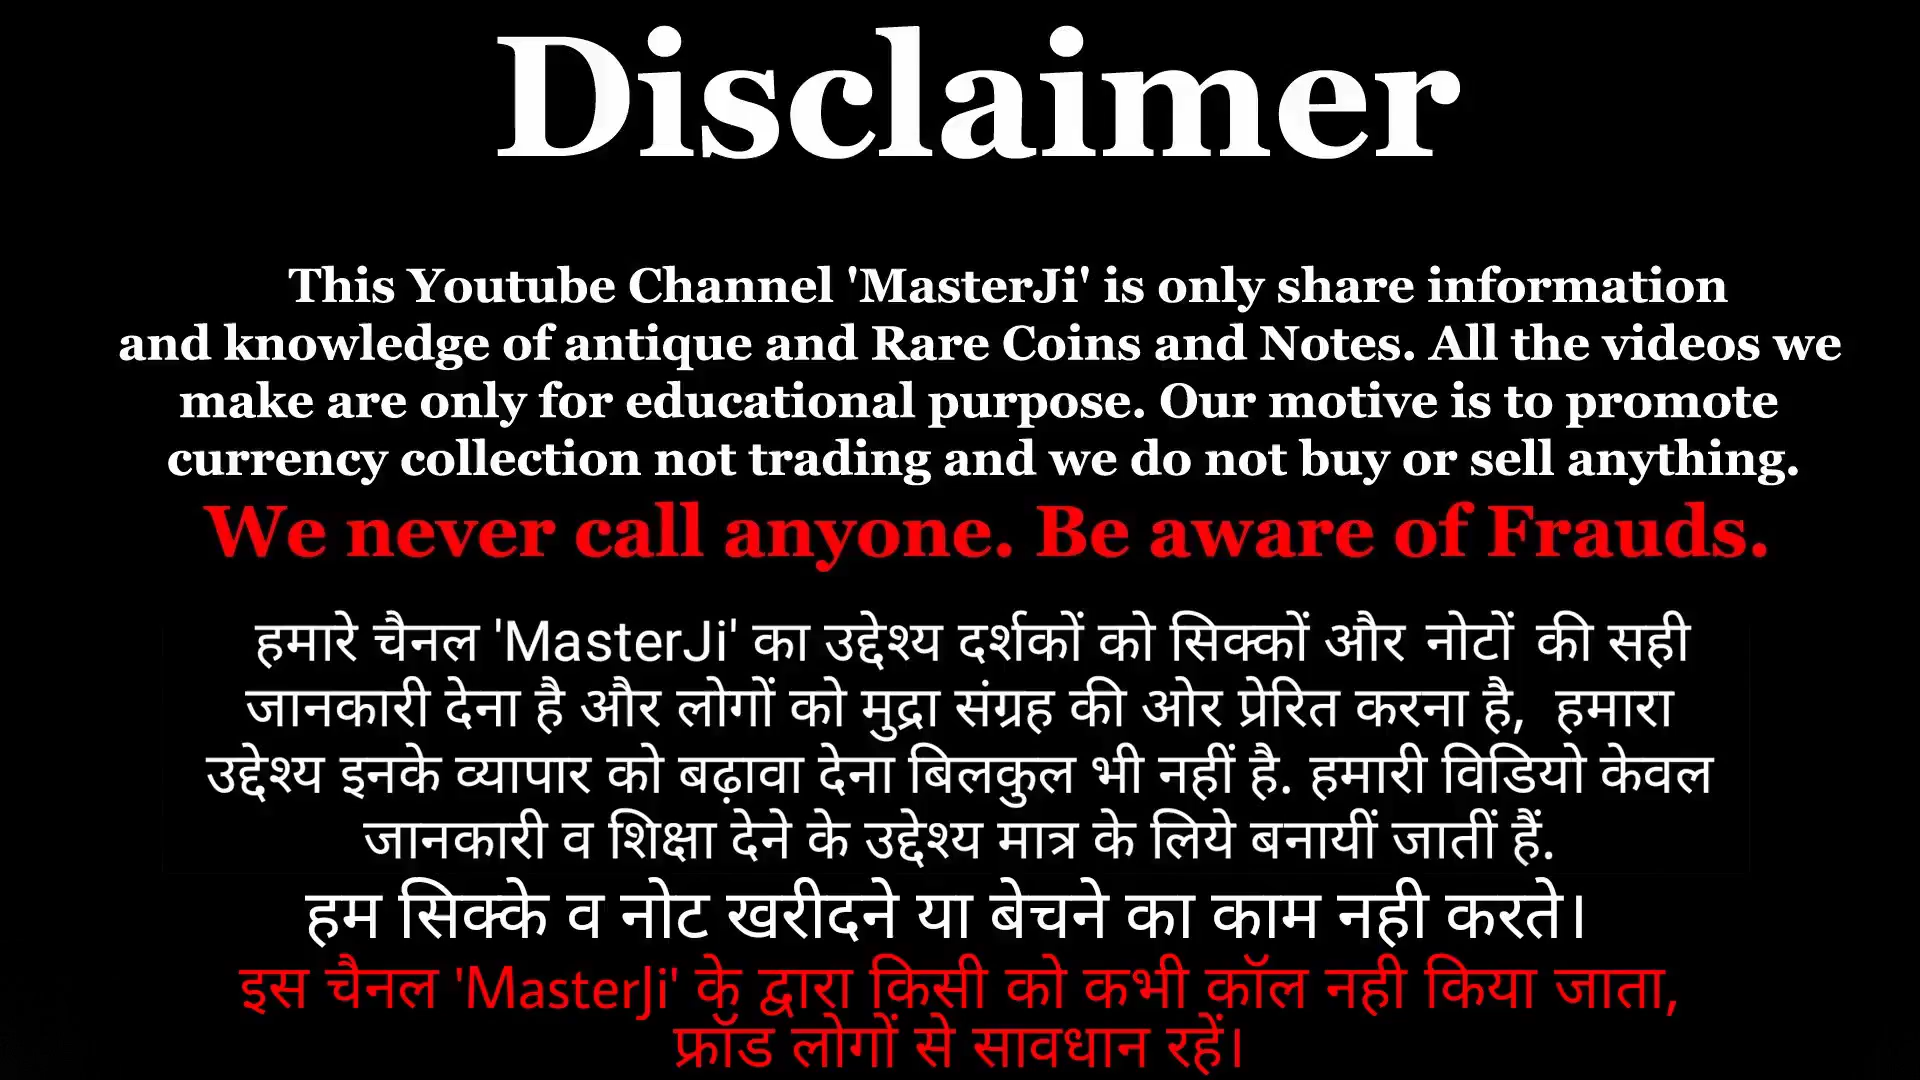 Disclaimer
This Youtube Channel 'MasterJi' is only share information
and knowledge of antique and Rare Coins and Notes. All the videos we
make are only for educational purpose. Our motive is to promote
currency collection not trading and we do not buy or sell anything.
We never call anyone. Be aware of Frauds.
हमारे चैनल 'MasterJi' का उद्देश्य दर्शकों को सिक्कों और नोटों की सही
जानकारी देना है और लोगों को मुद्रा संग्रह की ओर प्रेरित करना है, हमारा
उद्देश्य इनके व्यापार को बढ़ावा देना बिलकुल भी नहीं है. हमारी विडियो केवल
जानकारी व शिक्षा देने के उद्देश्य मात्र के लिये बनायीं जातीं हैं.
हम सिक्के व नोट खरीदने या बेचने का काम नही करते।
इस चैनल 'MasterJi' के द्वारा किसी को कभी कॉल नही किया जाता,
फ्रॉड लोगों से सावधान रहें।